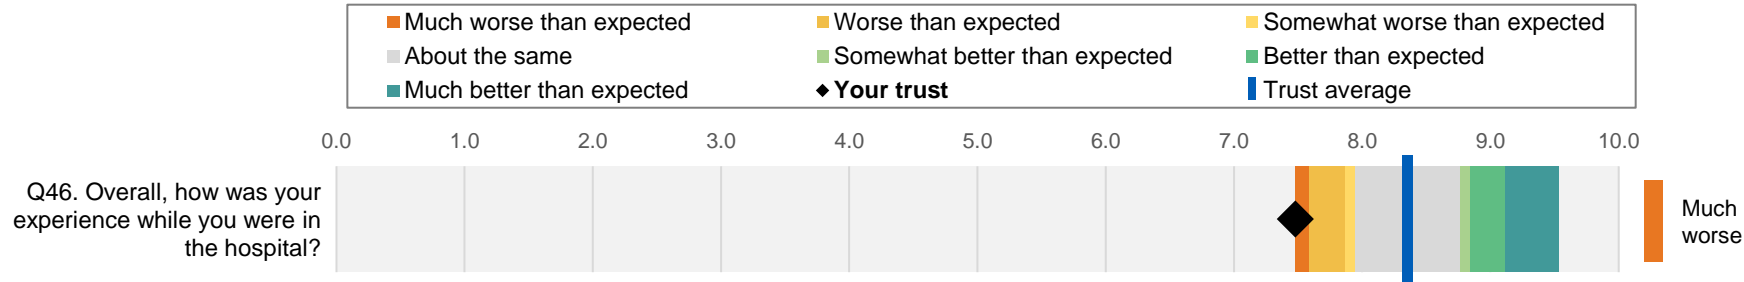 Much worse than expected Worse than expected Somewhat worse than expected
About the same Somewhat better than expected Better than expected
Much better than expected Your trust Trust average
0.0 1.0 2.0 3.0 4.0 5.0 6.0 7.0 8.0 9.0 10.0
Q46. Overall, how was your
experience while you were in
the hospital?
Much
worse